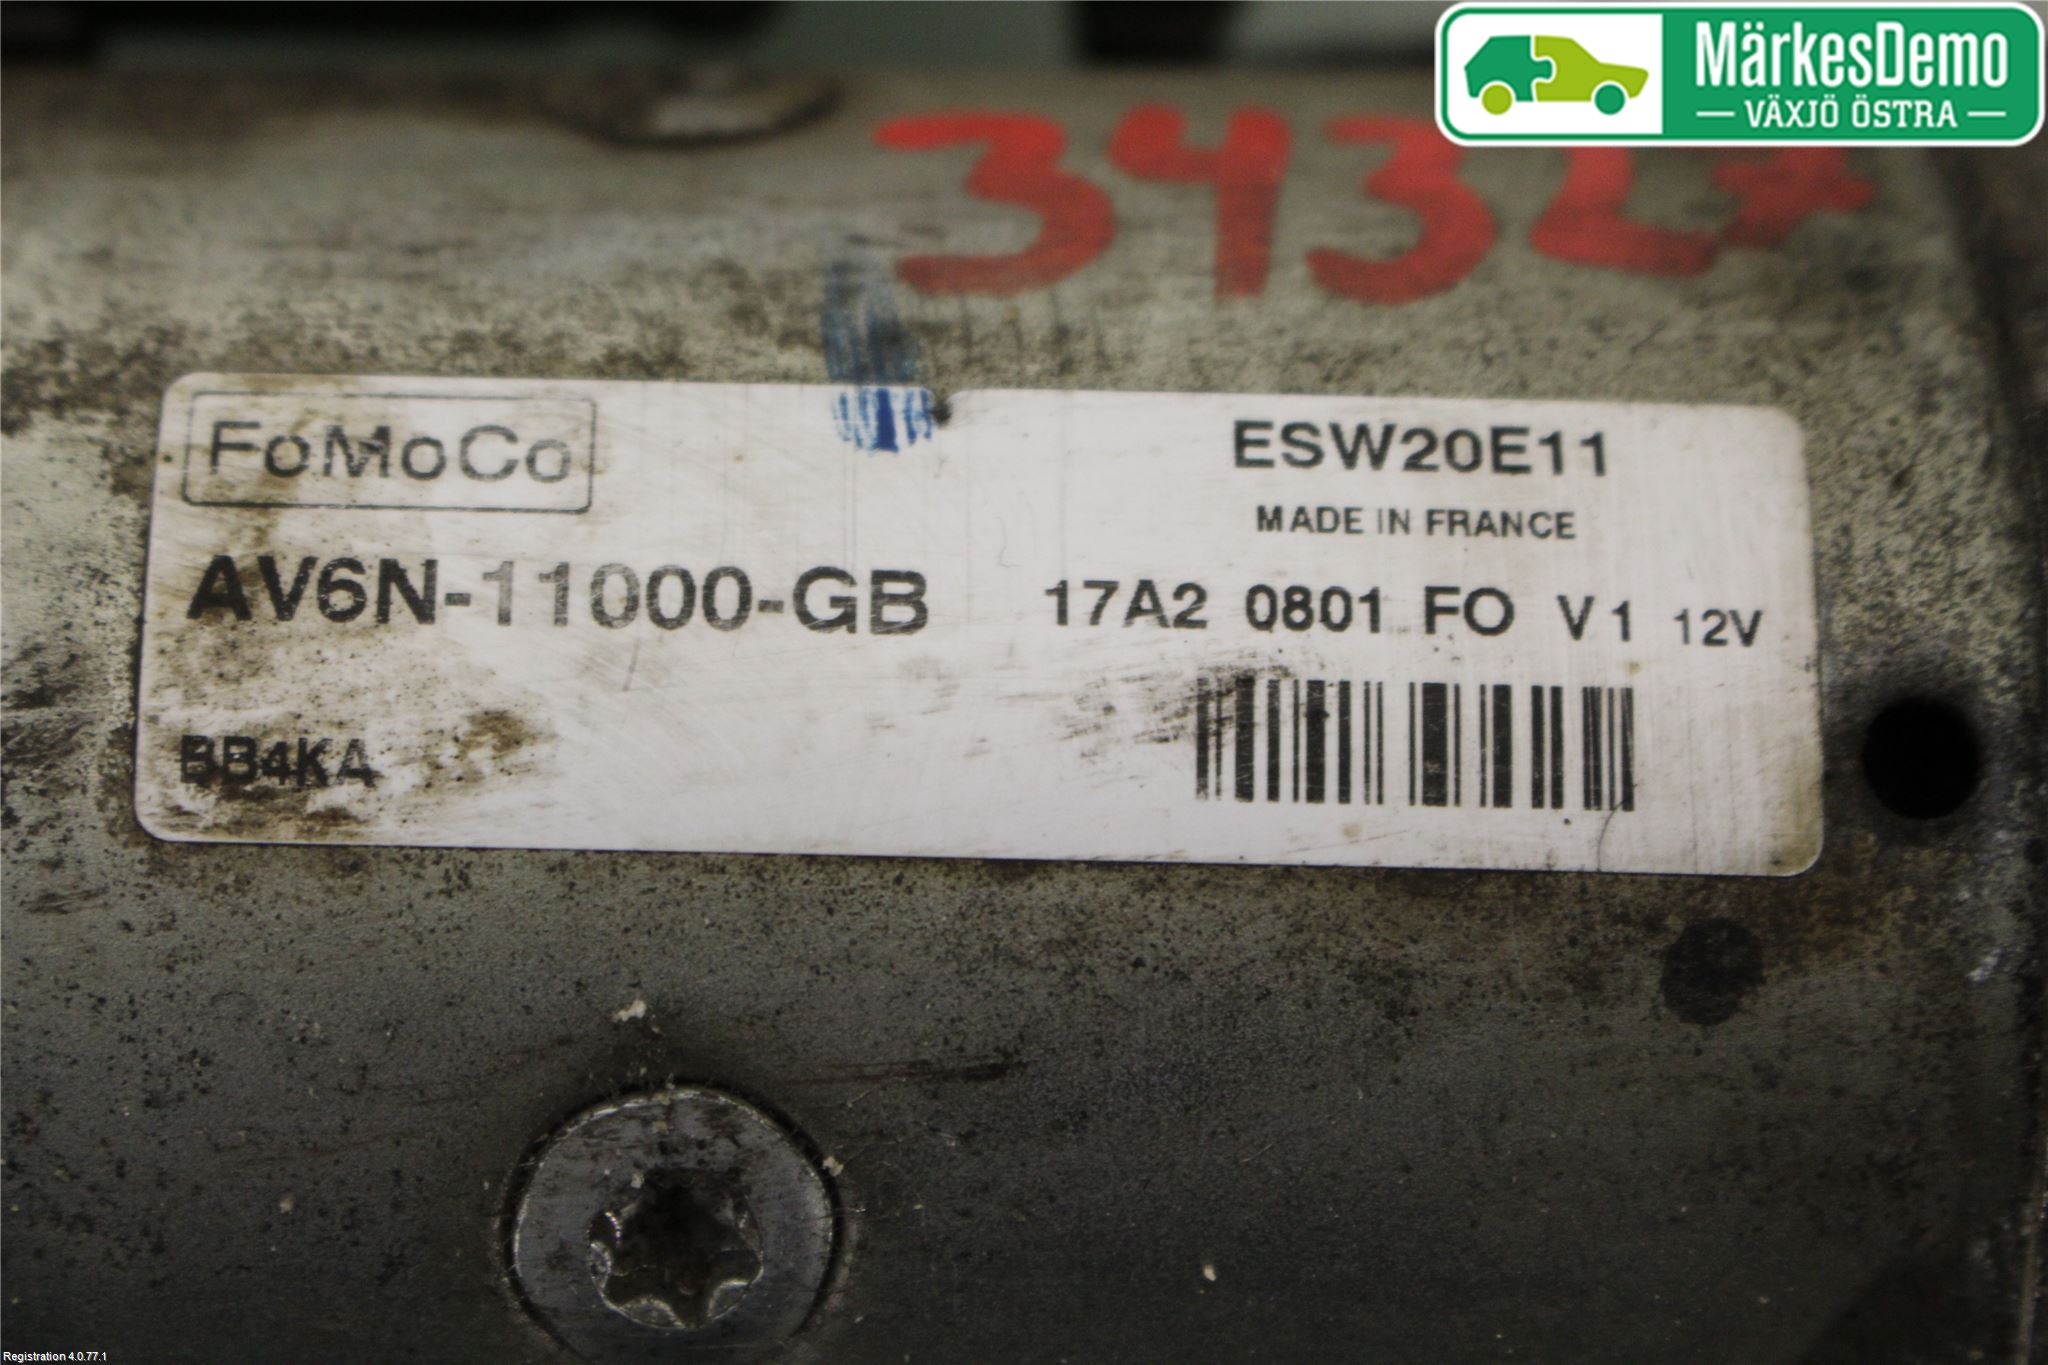 MärkesDemo
VÄXJÖ ÖSTRA
FoMoCo
ESW20E11
MADE IN FRANCE
AV6N-11000-GB
17A2 0801 FO V1 12V
BB4KA
Registration 4.0.77.1